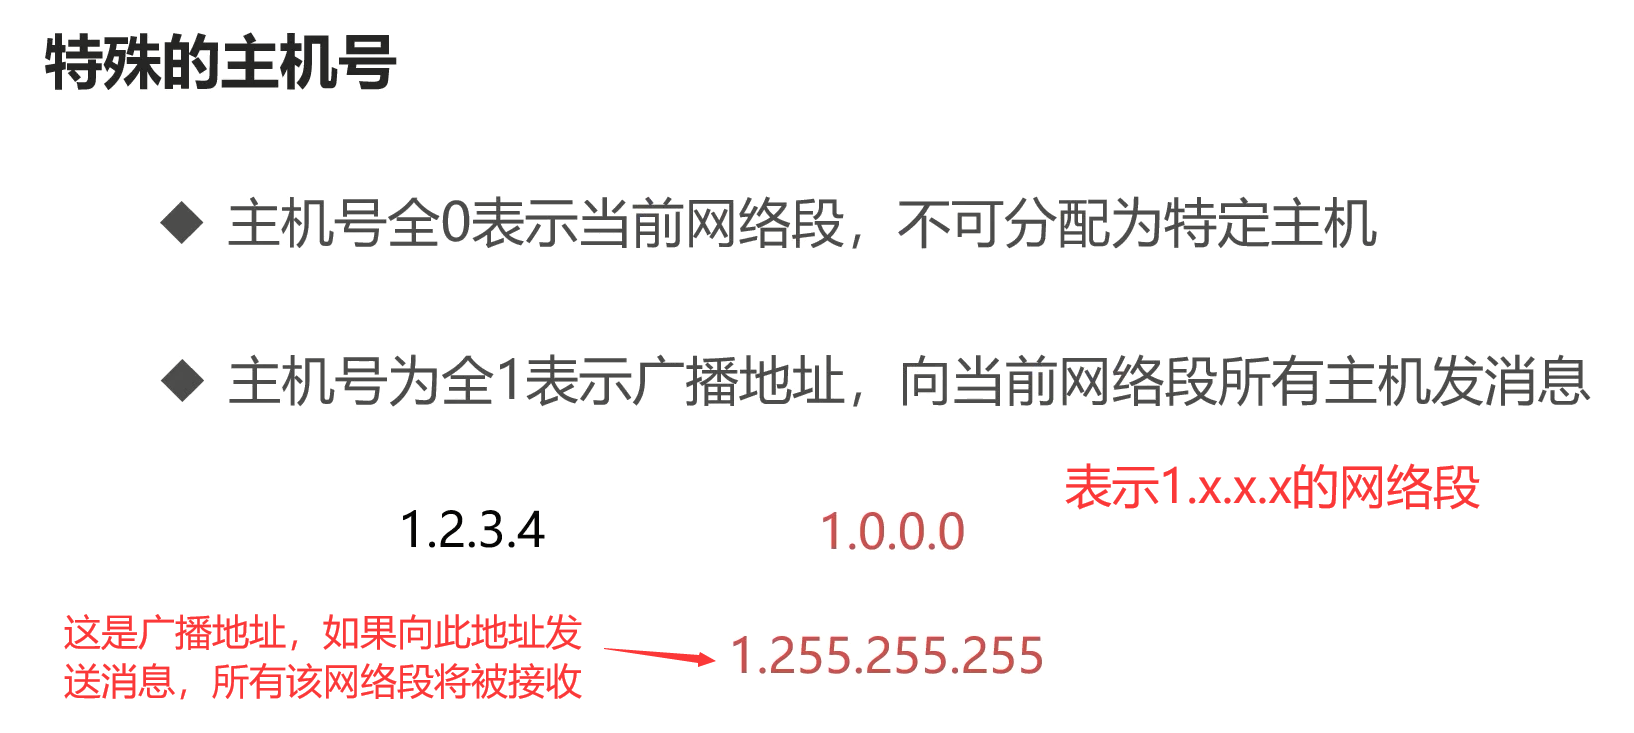 特殊的主机号
◆ 主机号全0表示当前网络段，不可分配为特定主机
◆ 主机号为全1表示广播地址，向当前网络段所有主机发消息
表示1.x.x.x的网络段
1.2.3.4
1.0.0.0
这是广播地址，如果向此地址发
送消息，所有该网络段将被接收
1.255.255.255